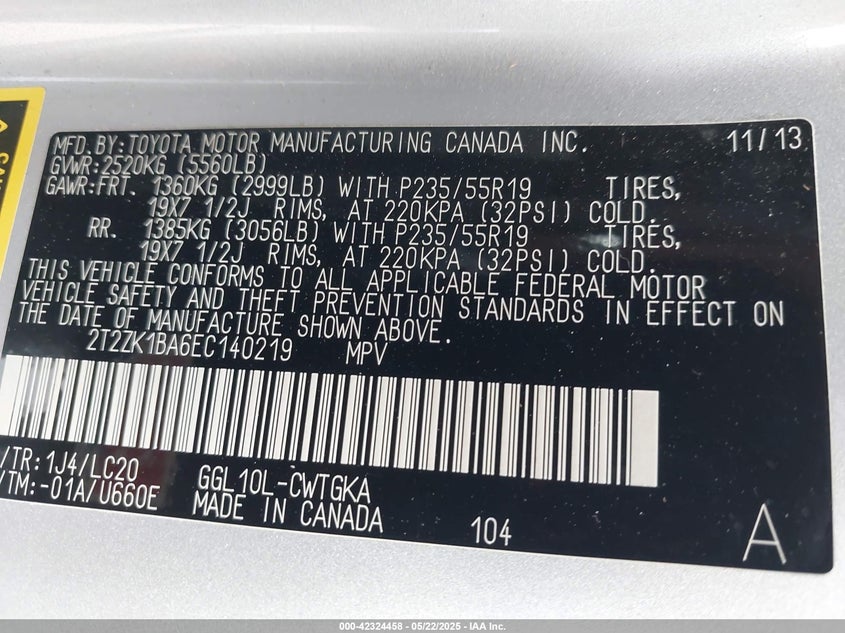 MFD.BY:TOYOTA MOTOR MANUFACTURING CANADA INC. 11/13
GVWR:2520KG (5560LB)
GAWR:FRT. 1360KG (2999LB) WITH P235/55R19 TIRES,
19X7 1/2J RIMS, AT 220KPA (32PSI) COLD.
RR. 1385KG (3056LB) WITH P235/55R19 TIRES,
19X7 1/2J RIMS, AT 220KPA (32PSI) COLD.
THIS VEHICLE CONFORMS TO ALL APPLICABLE FEDERAL MOTOR
VEHICLE SAFETY AND THEFT PREVENTION STANDARDS IN EFFECT ON
THE DATE OF MANUFACTURE SHOWN ABOVE.
2T2ZK1BA6EC140219 MPV
/TR:1J4/LC20 GGL10L-CWTGKA
/TM:-01A/U660E MADE IN CANADA 104 A
000-42324458 - 05/22/2025 - IAA Inc.